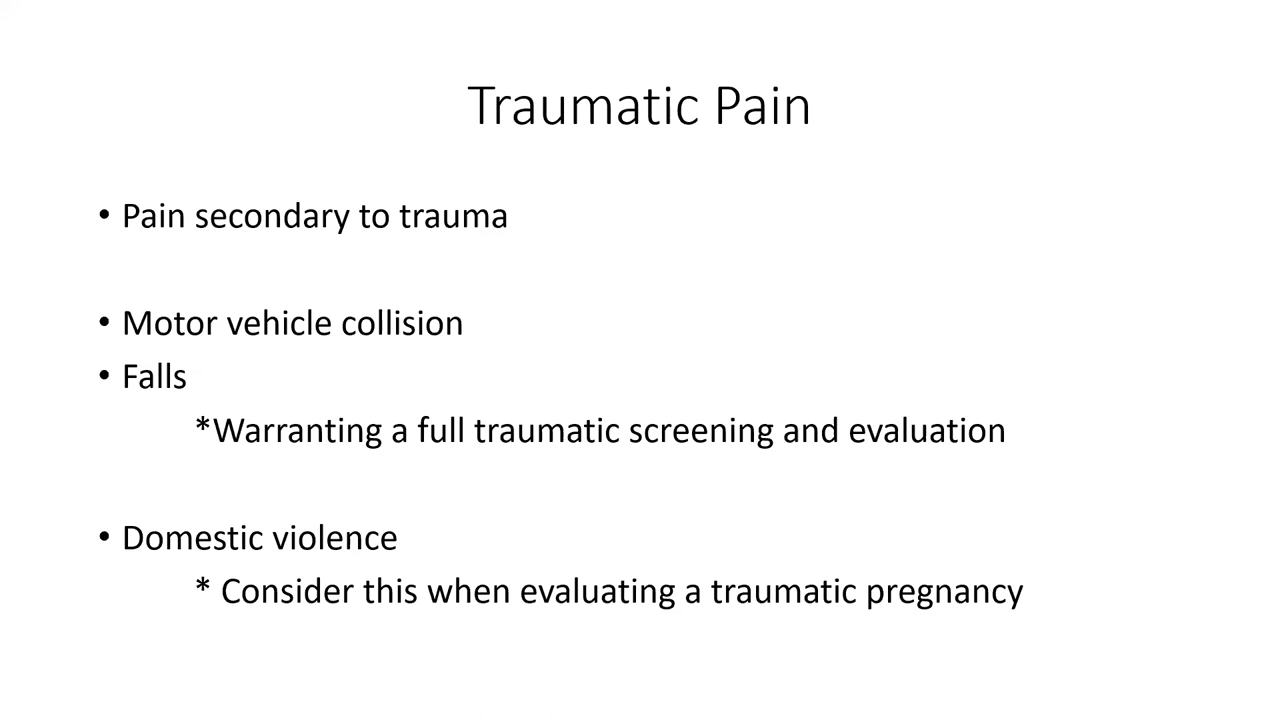 Traumatic Pain
• Pain secondary to trauma
• Motor vehicle collision
• Falls
*Warranting a full traumatic screening and evaluation
• Domestic violence
* Consider this when evaluating a traumatic pregnancy